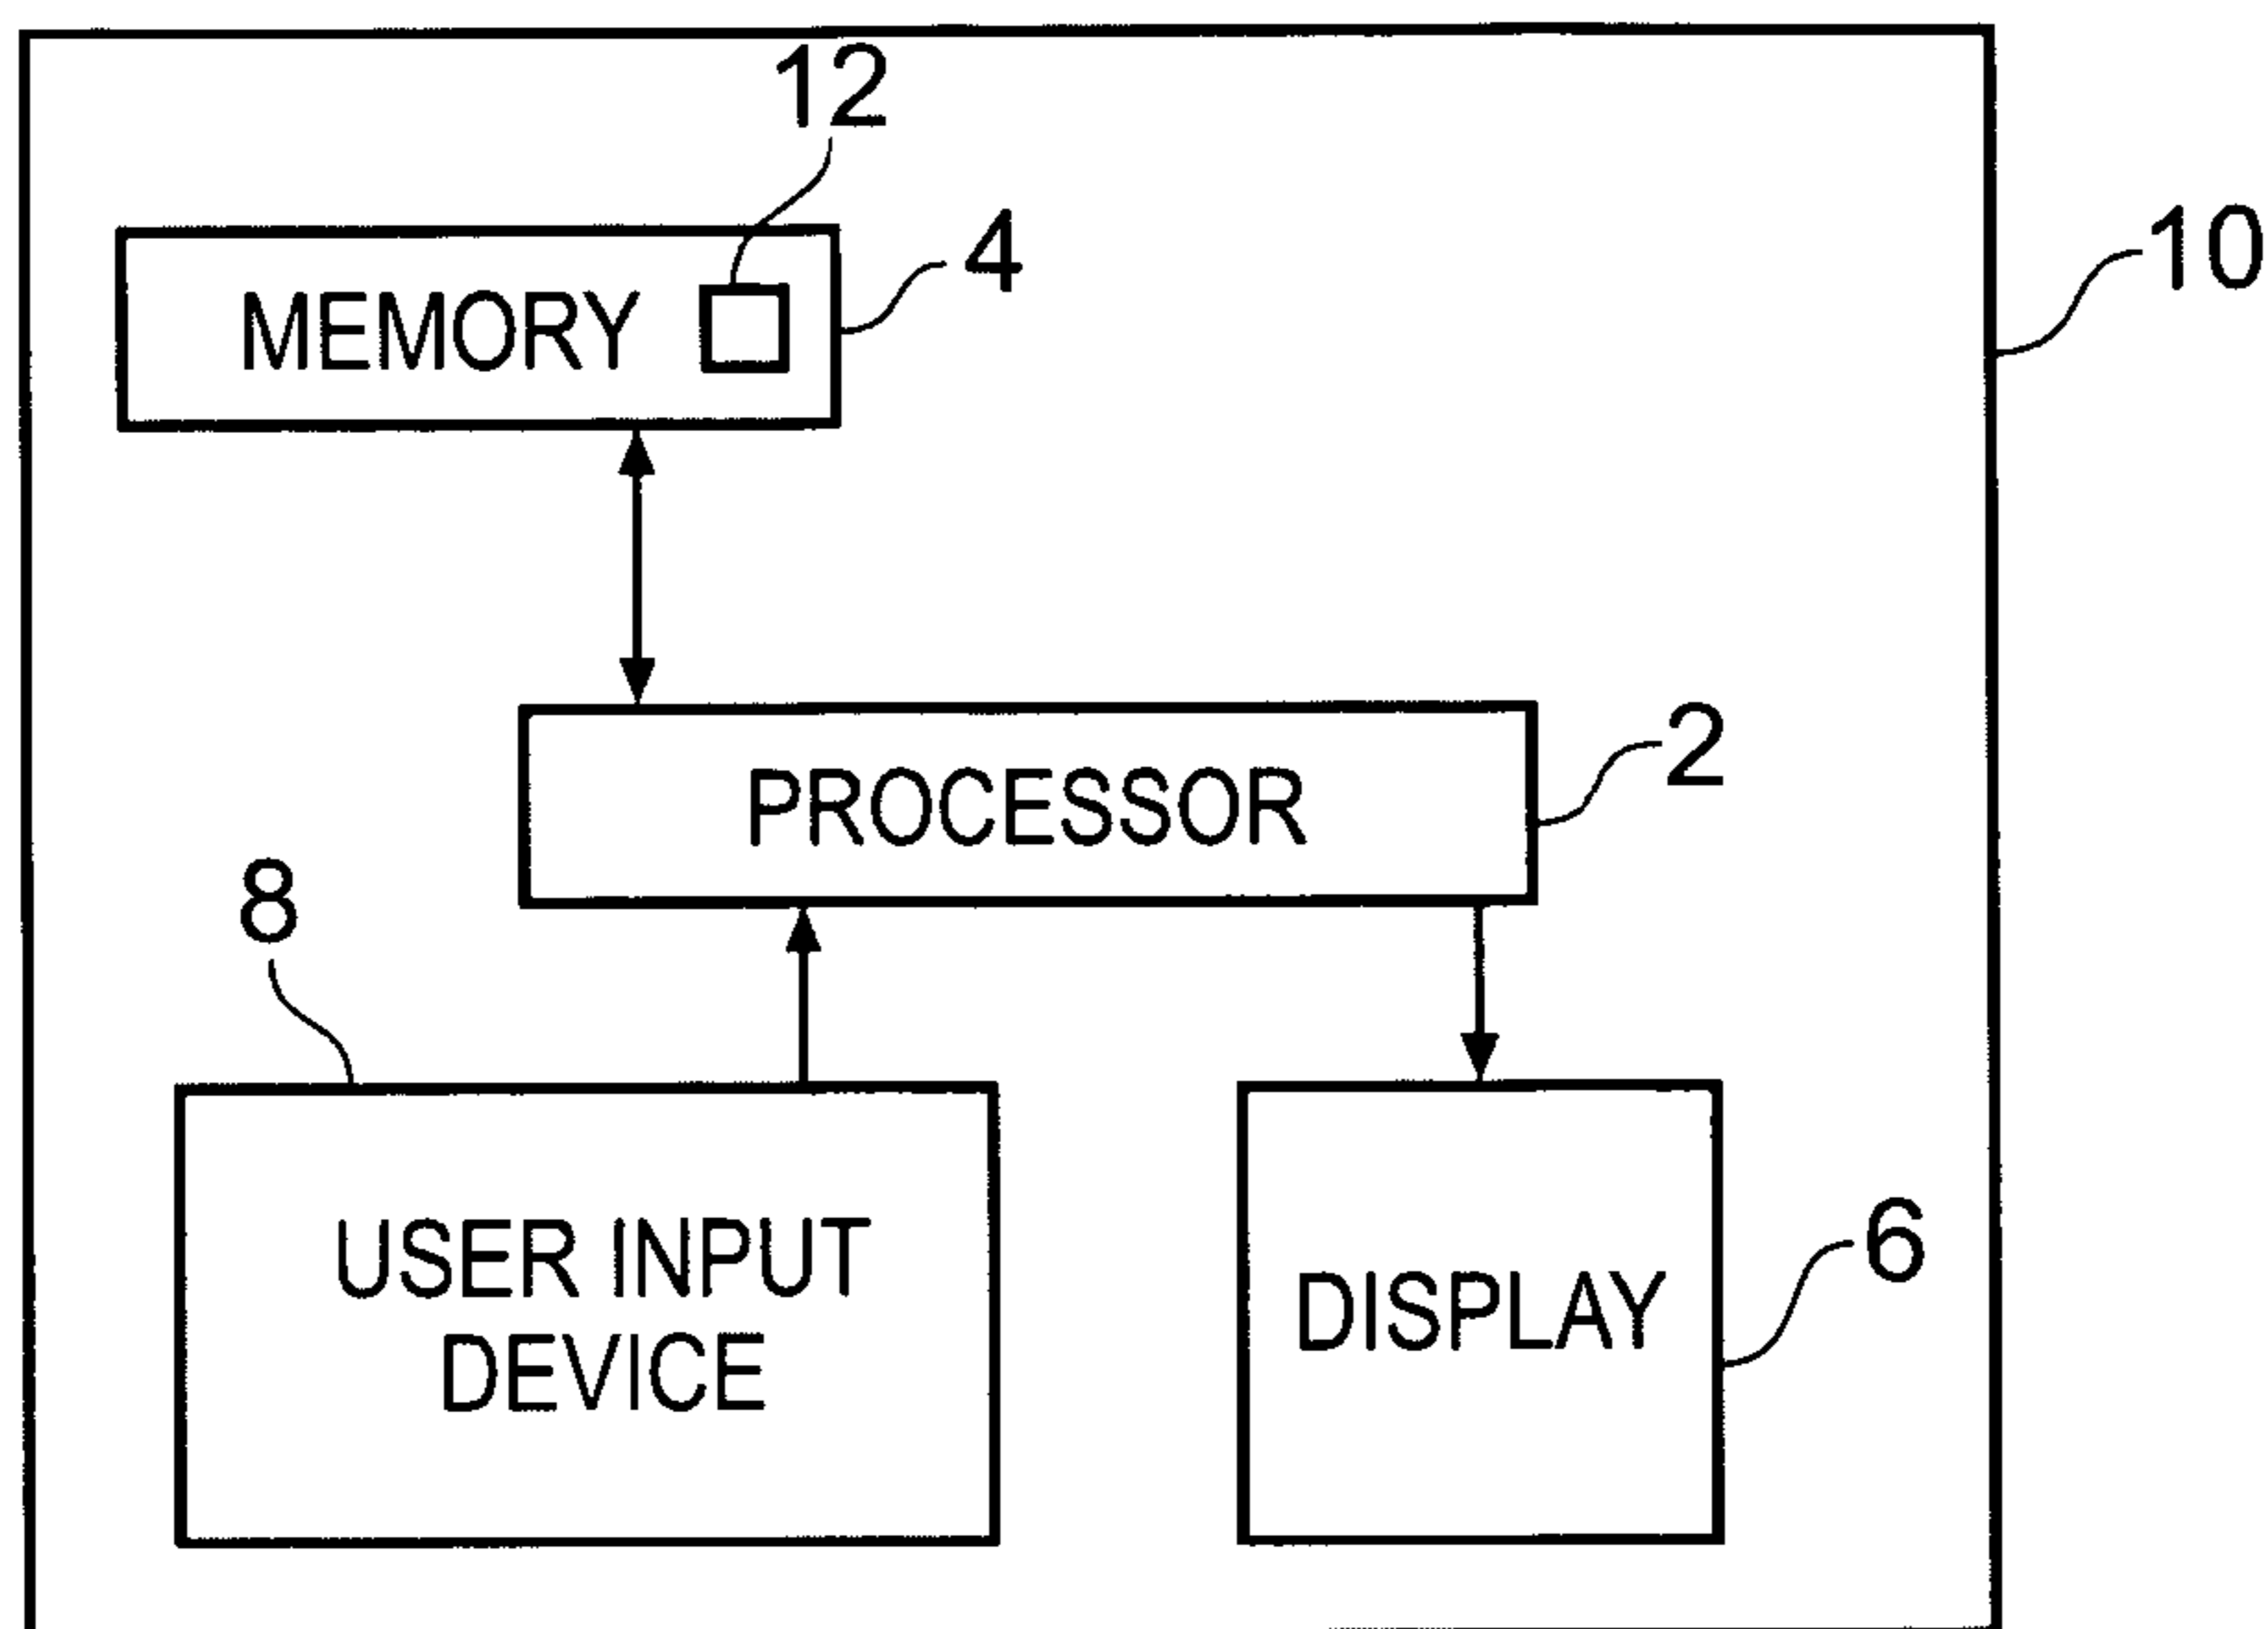 12
4
10
MEMORY
2
PROCESSOR
8
USER INPUT
DEVICE
6
DISPLAY